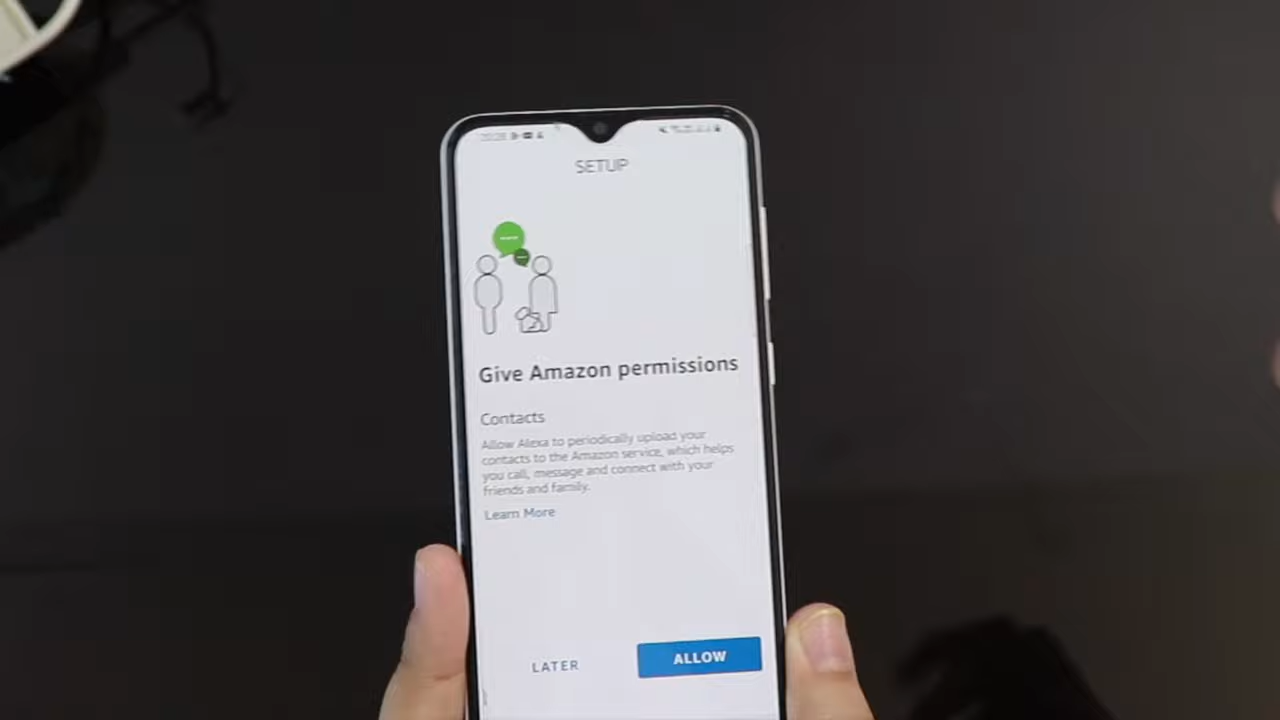 SETUP
Give Amazon permissions
Contacts
Allow Alexa to periodically upload your
contacts to the Amazon service, which helps
you call, message and connect with your
friends and family.
Learn More
LATER
ALLOW